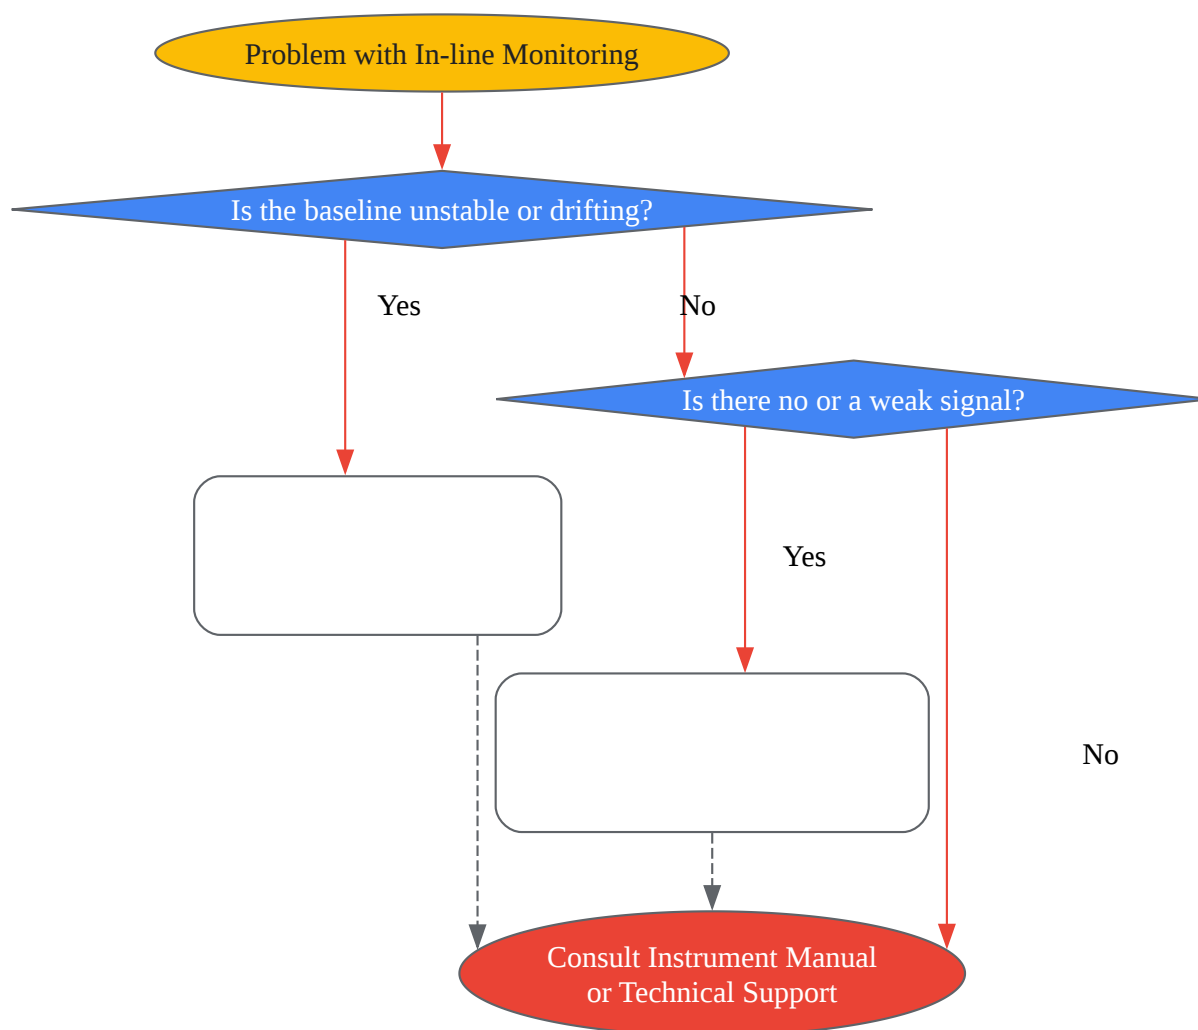 Problem with In-line Monitoring
Is the baseline unstable or drifting?
Yes
No
Is there no or a weak signal?
Yes
No
Consult Instrument Manual
or Technical Support